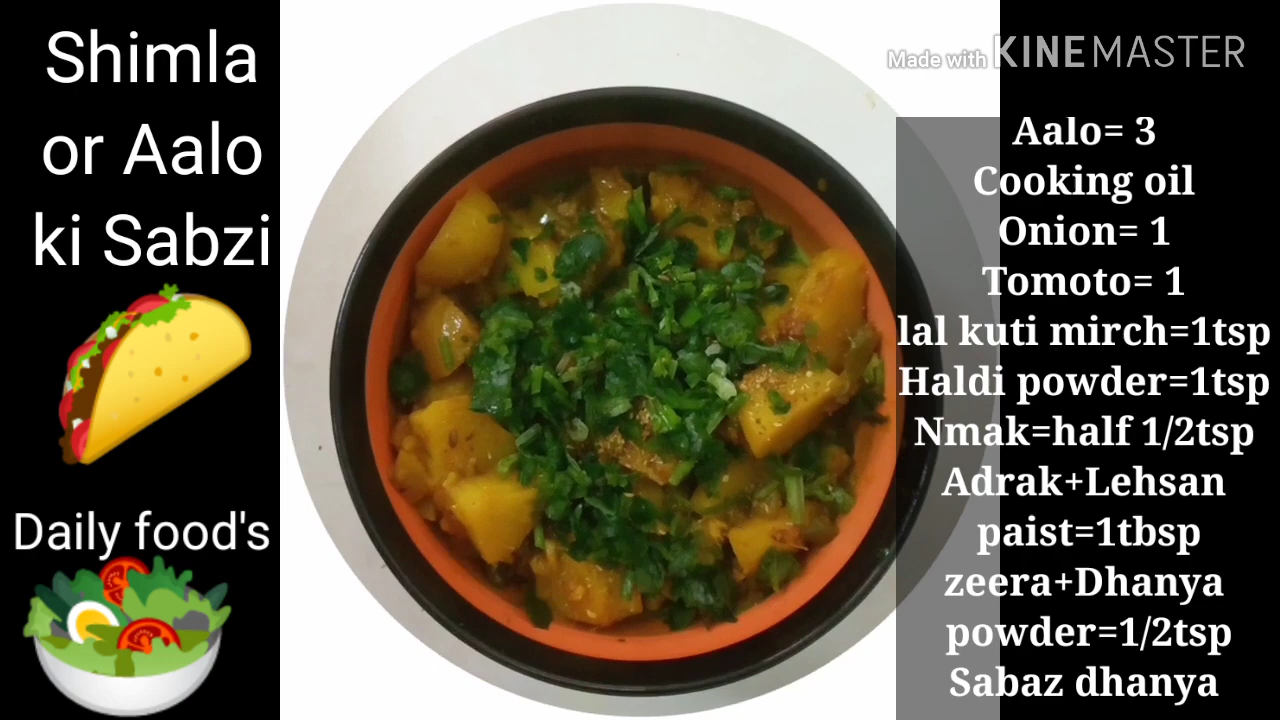 Shimla
or Aalo
ki Sabzi
Daily food's
Made with KINEMASTER
Aalo= 3
Cooking oil
Onion= 1
Tomoto= 1
lal kuti mirch=1tsp
Haldi powder=1tsp
Nmak=half 1/2tsp
Adrak+Lehsan
paist=1tbsp
zeera+Dhanya
powder=1/2tsp
Sabaz dhanya